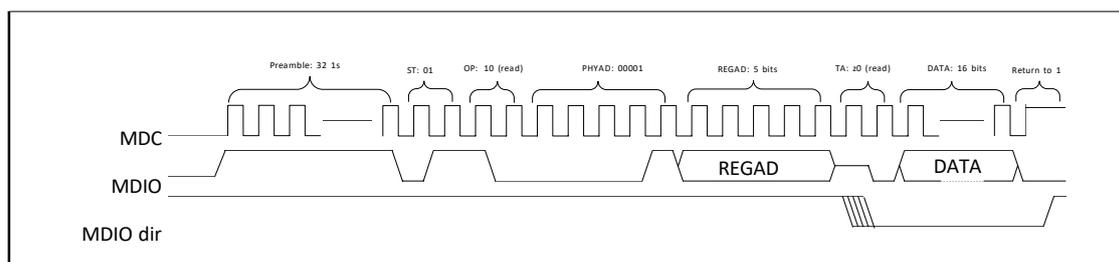 Preamble: 32 1s
ST: 01
OP: 10 (read)
PHYAD: 00001
REGAD: 5 bits
TA: z0 (read)
DATA: 16 bits
Return to 1
MDC
MDIO
REGAD
DATA
MDIO dir